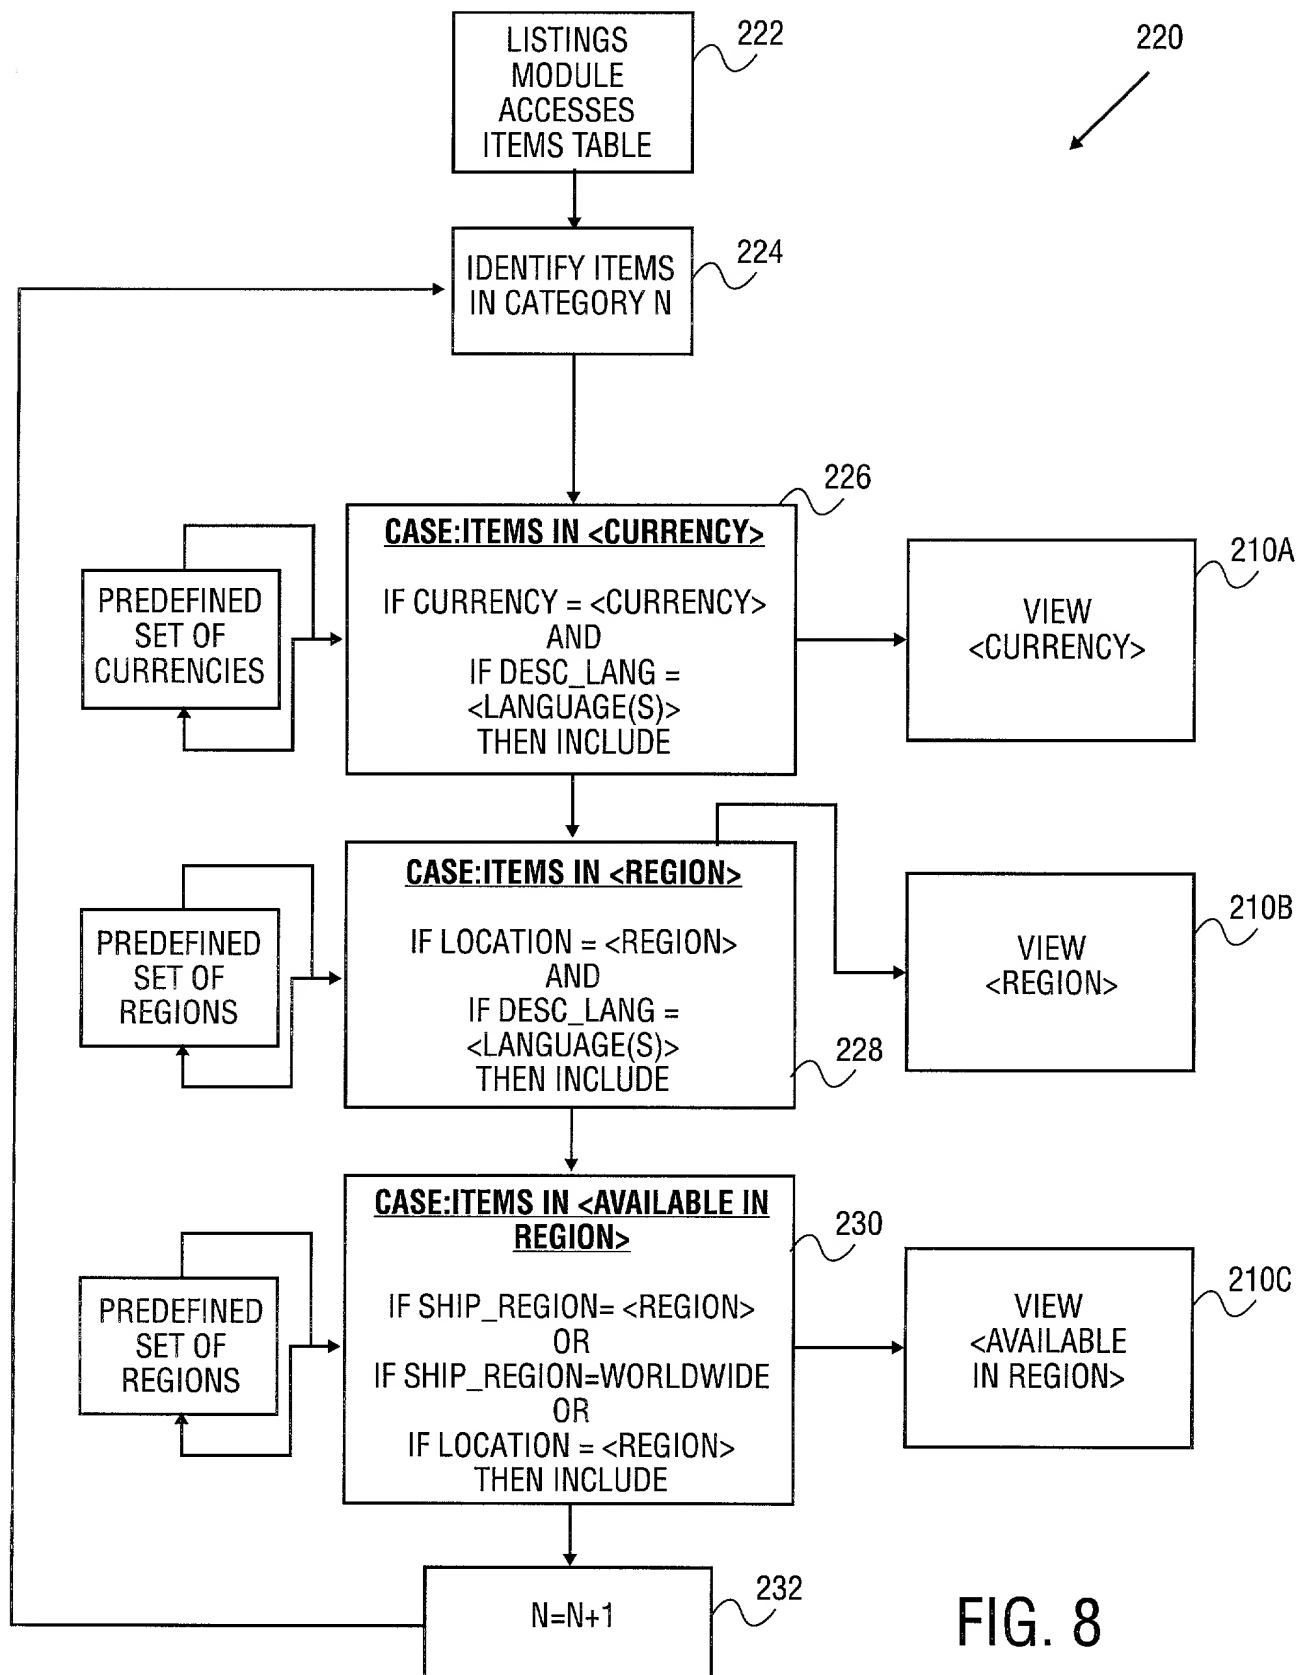 LISTINGS
MODULE
ACCESSES
ITEMS TABLE
222
220
IDENTIFY ITEMS
IN CATEGORY N
224
226
CASE:ITEMS IN <CURRENCY>
IF CURRENCY = <CURRENCY>
AND
IF DESC_LANG =
<LANGUAGE(S)>
THEN INCLUDE
PREDEFINED
SET OF
CURRENCIES
VIEW
<CURRENCY>
210A
CASE:ITEMS IN <REGION>
IF LOCATION = <REGION>
AND
IF DESC_LANG =
<LANGUAGE(S)>
THEN INCLUDE
228
PREDEFINED
SET OF
REGIONS
VIEW
<REGION>
210B
CASE:ITEMS IN <AVAILABLE IN
REGION>
IF SHIP_REGION= <REGION>
OR
IF SHIP_REGION=WORLDWIDE
OR
IF LOCATION = <REGION>
THEN INCLUDE
230
PREDEFINED
SET OF
REGIONS
VIEW
<AVAILABLE
IN REGION>
210C
N=N+1
232
FIG. 8